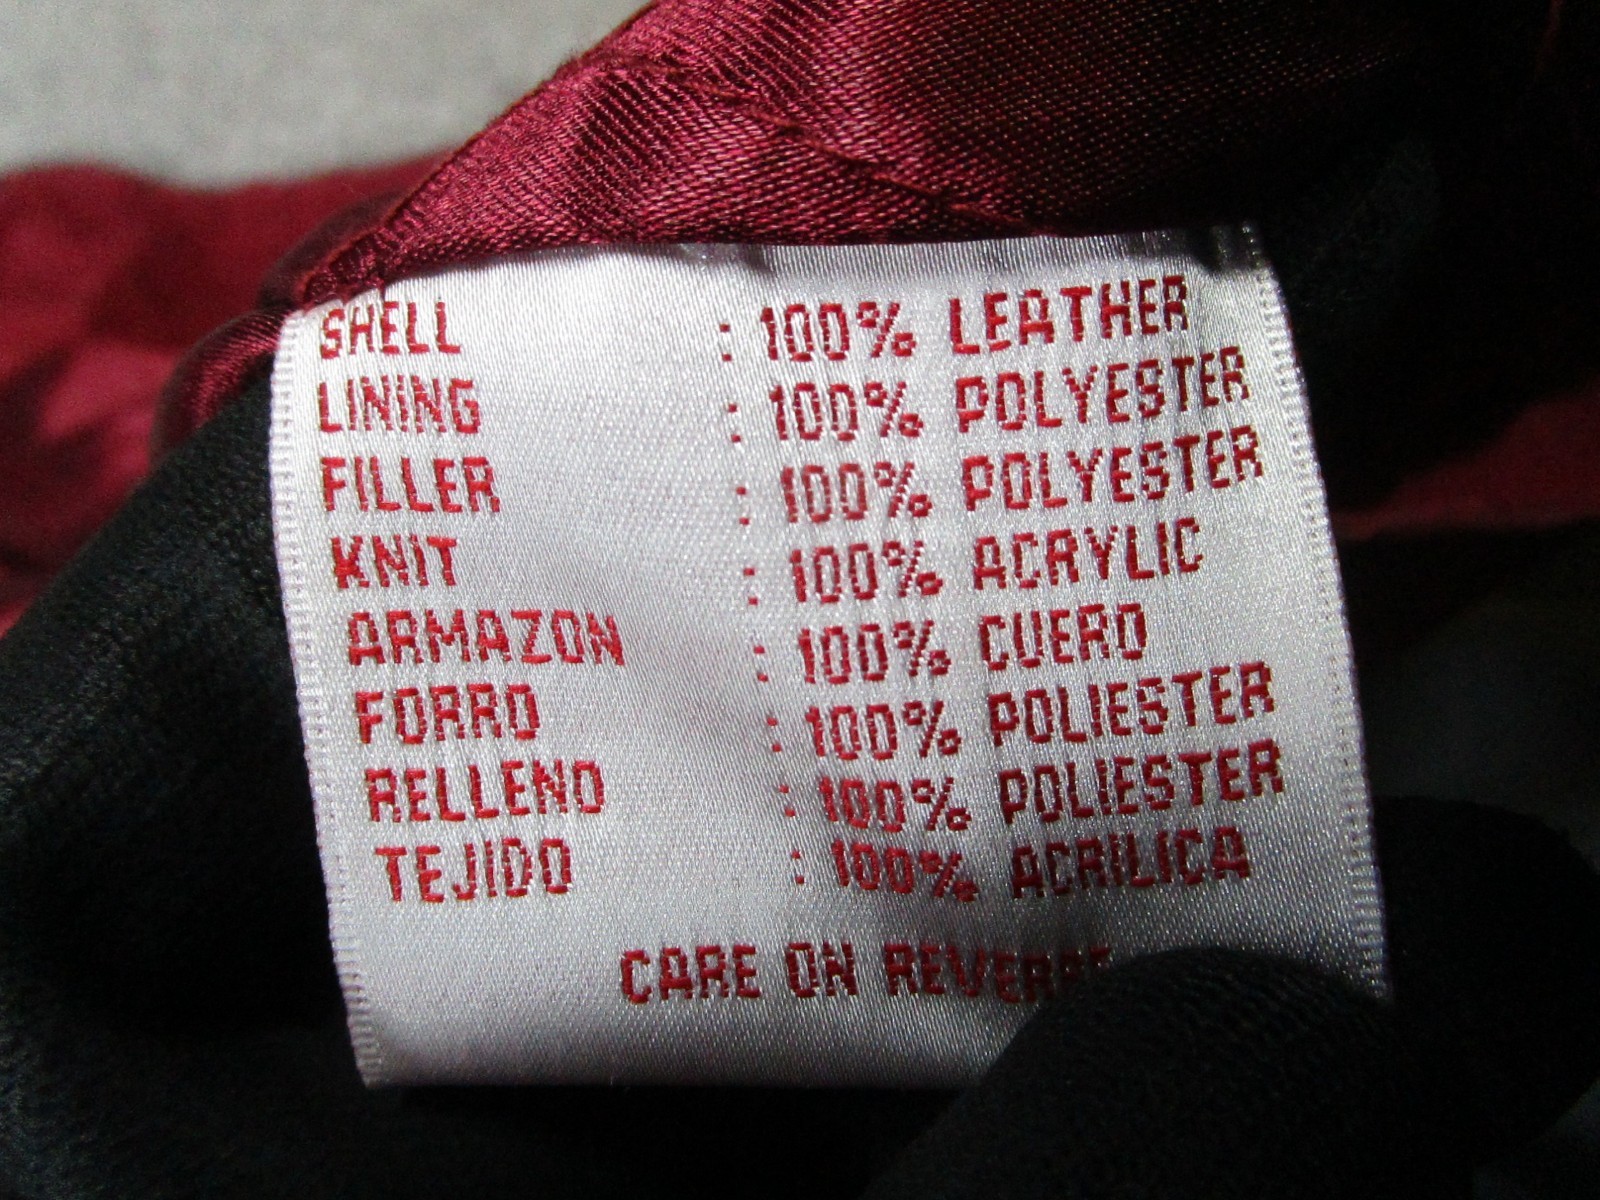 SHELL : 100% LEATHER
LINING : 100% POLYESTER
FILLER : 100% POLYESTER
KNIT : 100% ACRYLIC
ARMAZON : 100% CUERO
FORRO : 100% POLIESTER
RELLENO : 100% POLIESTER
TEJIDO : 100% ACRILICA
CARE ON REVERSE